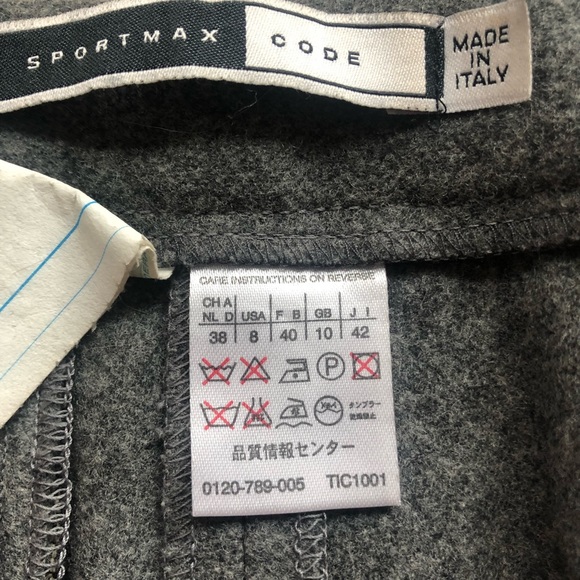 SPORTMAX CODE
MADE
IN
ITALY
CARE INSTRUCTIONS ON REVERSE
CH A
NL D USA F B GB J I
38 8 40 10 42
P
タンブラー
乾燥禁止
品質情報センター
0120-789-005 TIC1001